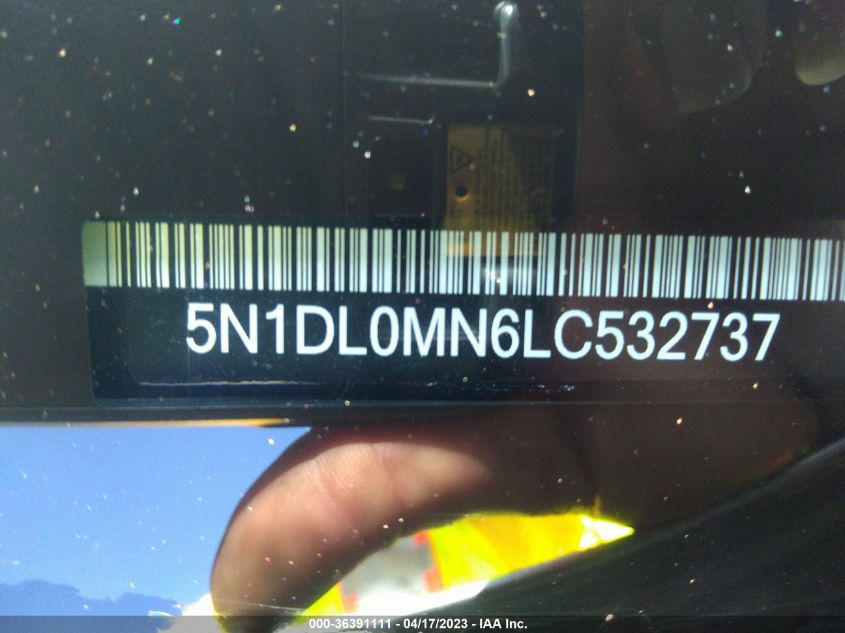 5N1DL0MN6LC532737
000-36391111 - 04/17/2023 - IAA Inc.